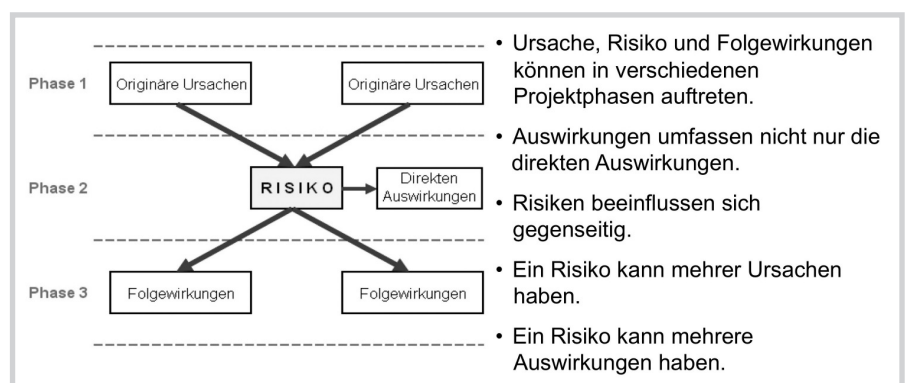 Phase 1
Originäre Ursachen
Originäre Ursachen
Phase 2
RISIKO
Direkten
Auswirkungen
Phase 3
Folgewirkungen
Folgewirkungen
• Ursache, Risiko und Folgewirkungen
können in verschiedenen
Projektphasen auftreten.
• Auswirkungen umfassen nicht nur die
direkten Auswirkungen.
• Risiken beeinflussen sich
gegenseitig.
• Ein Risiko kann mehrer Ursachen
haben.
• Ein Risiko kann mehrere
Auswirkungen haben.